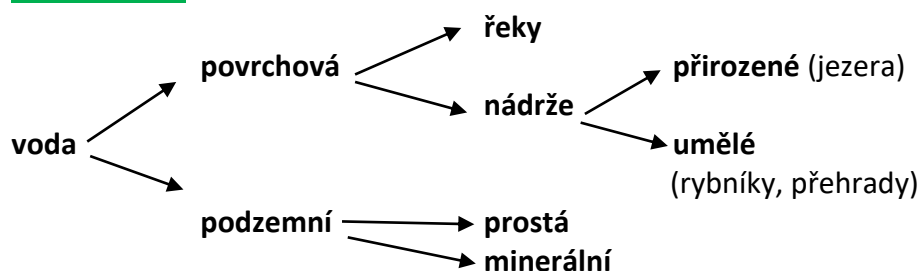 řeky
povrchová
přirozené (jezera)
nádrže
voda
umělé
(rybníky, přehrady)
podzemní
prostá
minerální